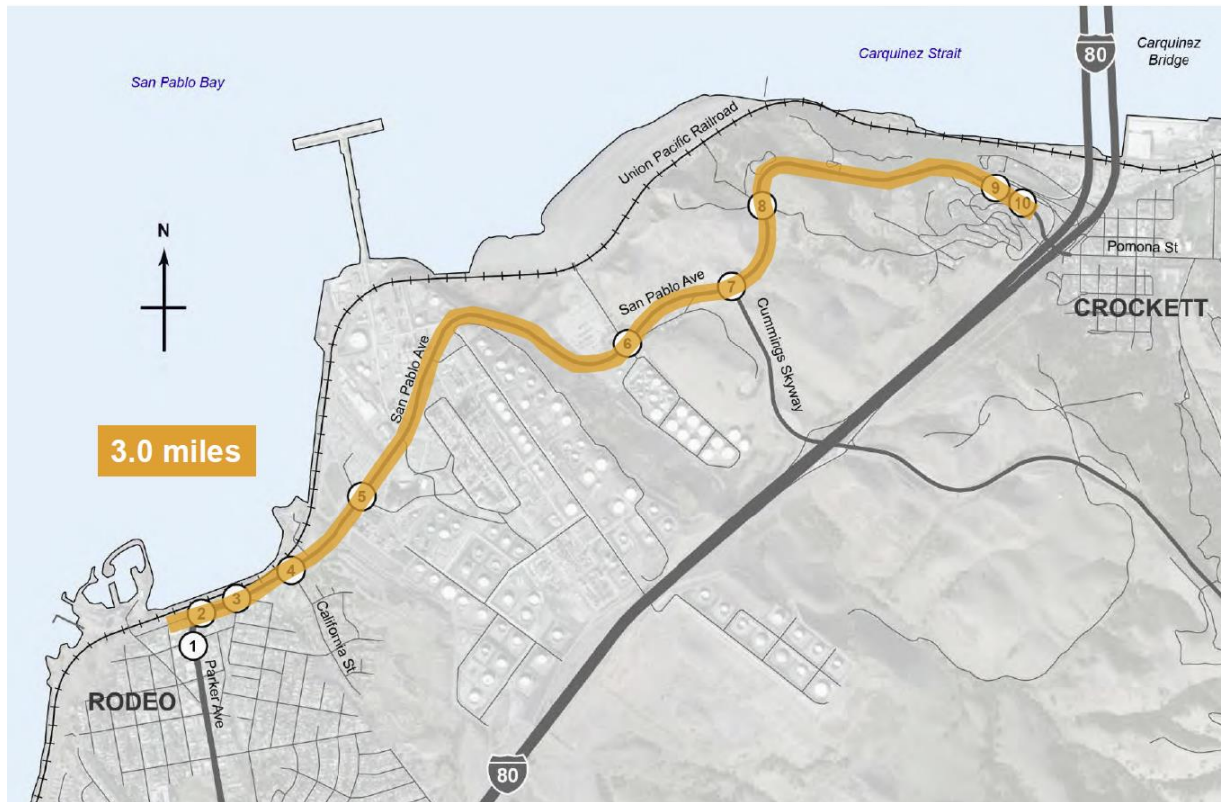 San Pablo Bay
Carquinez Strait
80
Carquinez
Bridge
Union Pacific Railroad
N
9
10
8
Pomona St
San Pablo Ave
7
CROCKETT
Cummings Skyway
6
San Pablo Ave
3.0 miles
5
4
3
2
California St
1
Parker Ave
RODEO
80